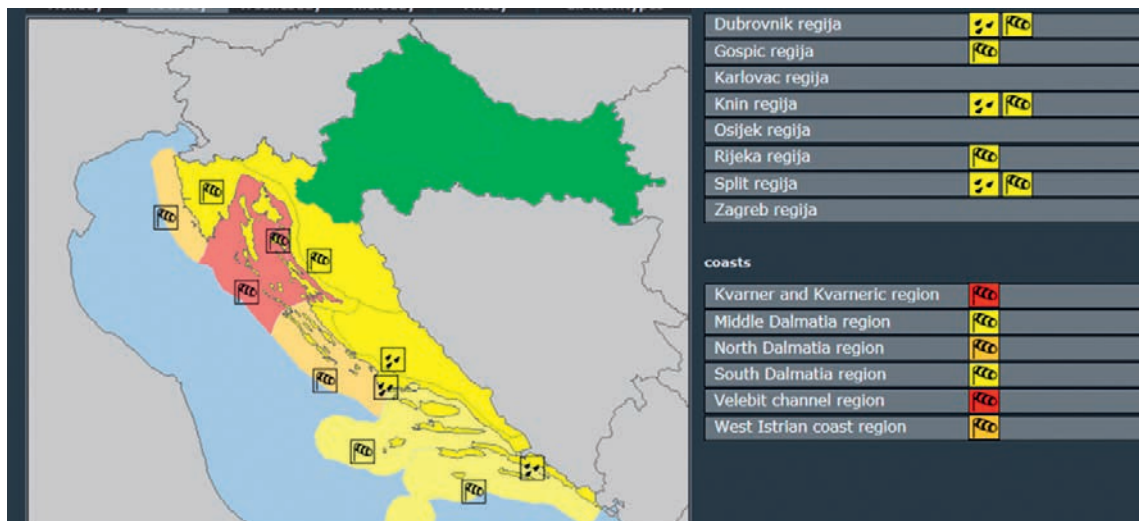 Dubrovnik regija
Gospic regija
Karlovac regija
Knin regija
Osijek regija
Rijeka regija
Split regija
Zagreb regija
coasts
Kvarner and Kvarneric region
Middle Dalmatia region
North Dalmatia region
South Dalmatia region
Velebit channel region
West Istrian coast region